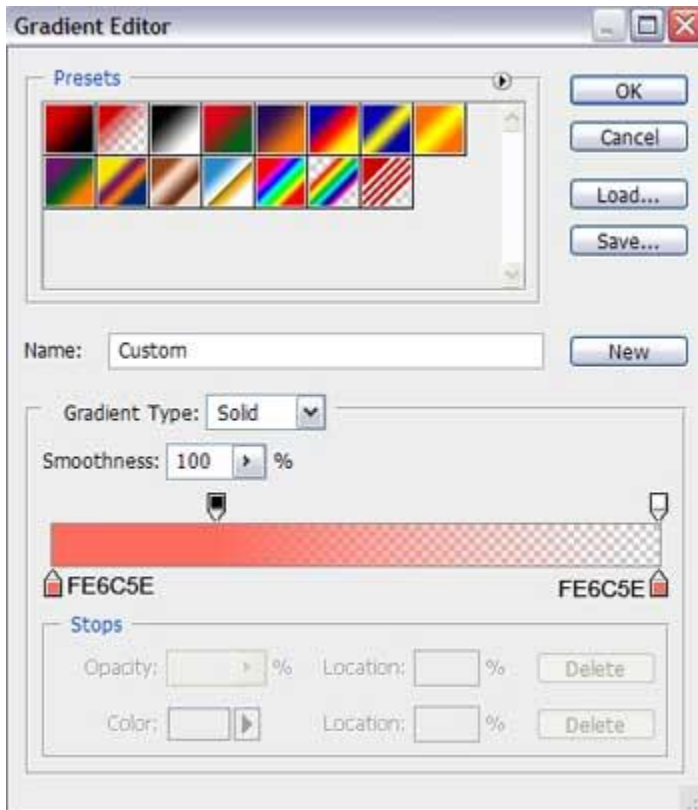 Gradient Editor
Presets
OK
Cancel
Load...
Save...
Name: Custom
New
Gradient Type: Solid
Smoothness: 100 %
FE6C5E FE6C5E
Stops
Opacity: % Location: % Delete
Color: Location: % Delete